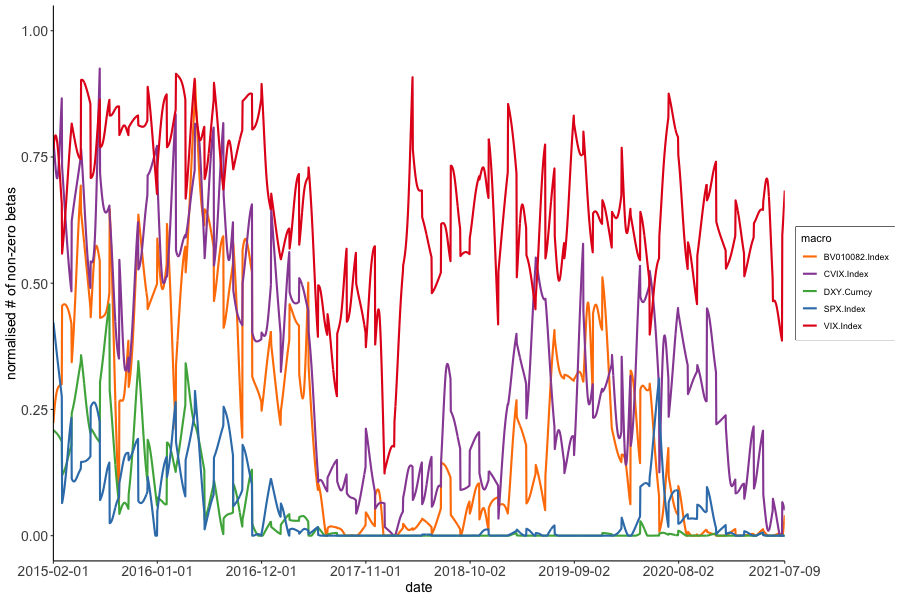 1.00
0.75
0.50
0.25
0.00
normalised # of non-zero betas
2015-02-01 2016-01-01 2016-12-01 2017-11-01 2018-10-02 2019-09-02 2020-08-02 2021-07-09
date
macro
BV010082.Index
CVIX.Index
DXY.Curncy
SPX.Index
VIX.Index